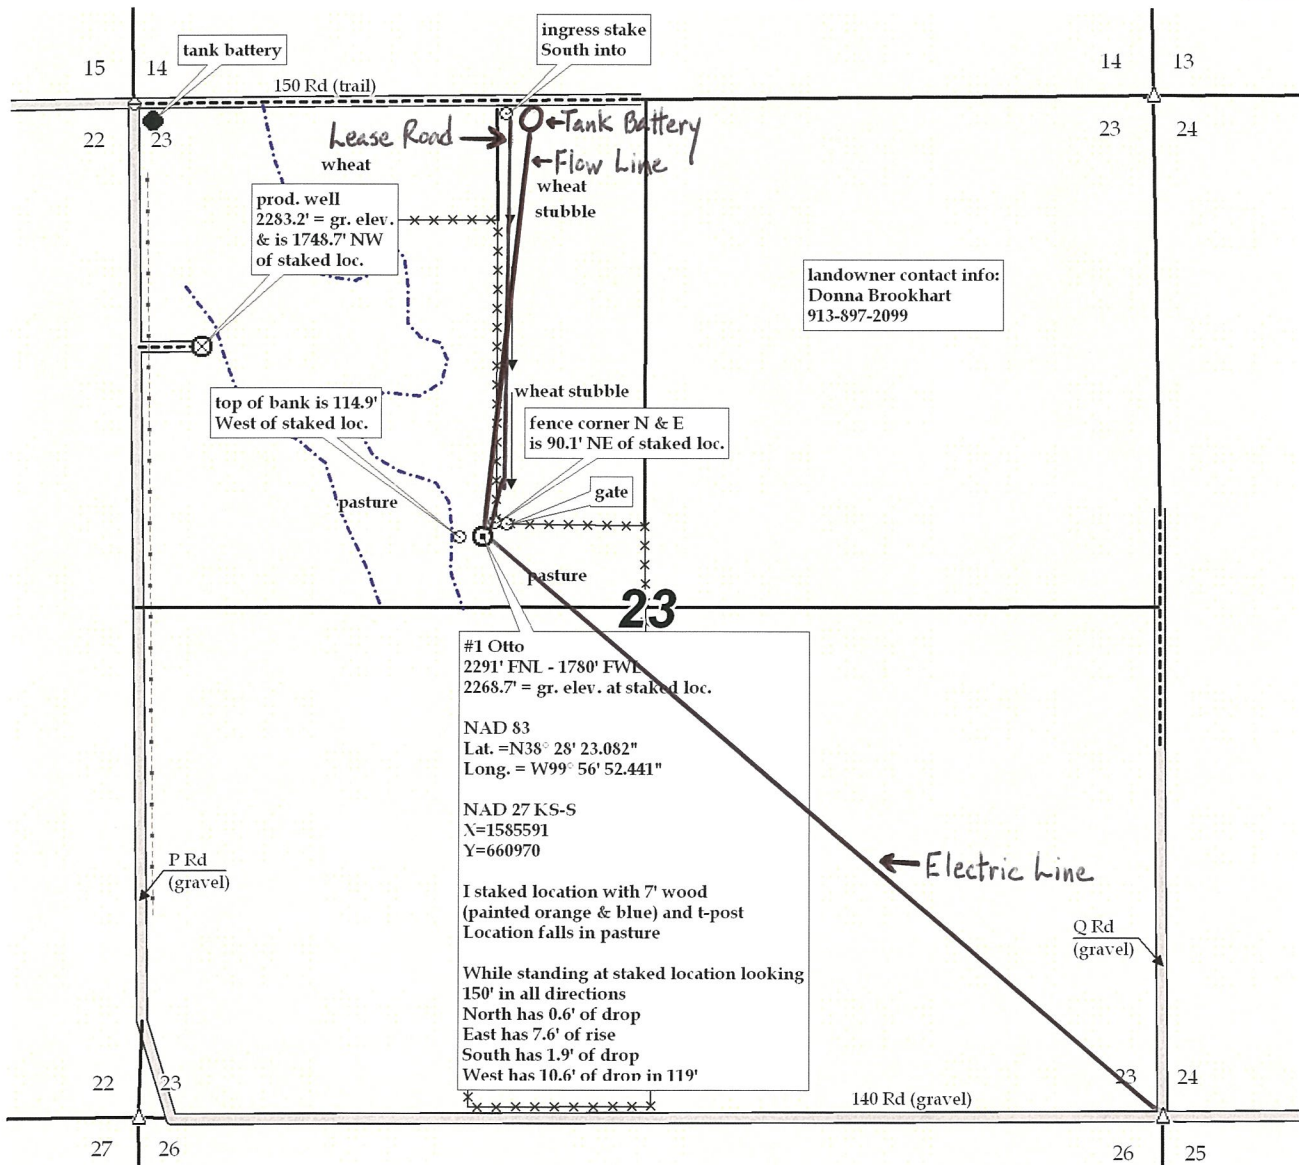 tank battery
ingress stake
South into
15
14
14
13
150 Rd (trail)
22
23
23
24
Lease Road
Tank Battery
Flow Line
wheat
wheat
stubble
prod. well
2283.2' = gr. elev.
& is 1748.7' NW
of staked loc.
landowner contact info:
Donna Brookhart
913-897-2099
top of bank is 114.9'
West of staked loc.
wheat stubble
fence corner N & E
is 90.1' NE of staked loc.
gate
pasture
pasture
23
#1 Otto
2291' FNL - 1780' FWL
2268.7' = gr. elev. at staked loc.
NAD 83
Lat. =N38° 28' 23.082"
Long. = W99° 56' 52.441"
NAD 27 KS-S
X=1585591
Y=660970
I staked location with 7' wood
(painted orange & blue) and t-post
Location falls in pasture
While standing at staked location looking
150' in all directions
North has 0.6' of drop
East has 7.6' of rise
South has 1.9' of drop
West has 10.6' of drop in 119'
P Rd
(gravel)
Electric Line
Q Rd
(gravel)
22
23
23
24
140 Rd (gravel)
27
26
26
25